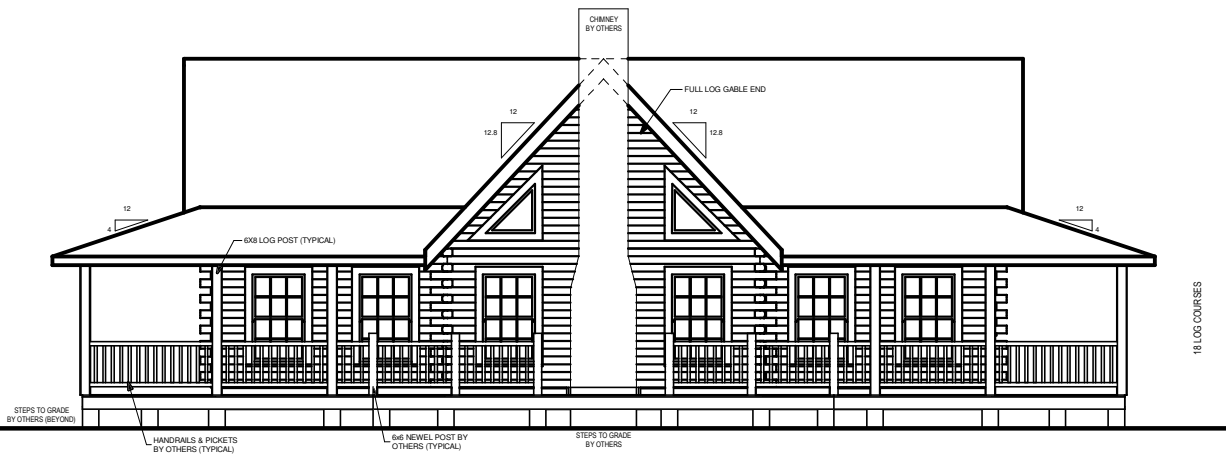 CHIMNEY
BY OTHERS
FULL LOG GABLE END
12
12.8
12
12.8
12
4
12
4
6X8 LOG POST (TYPICAL)
18 LOG COURSES
STEPS TO GRADE
BY OTHERS (BEYOND)
HANDRAILS & PICKETS
BY OTHERS (TYPICAL)
6x6 NEWEL POST BY
OTHERS (TYPICAL)
STEPS TO GRADE
BY OTHERS